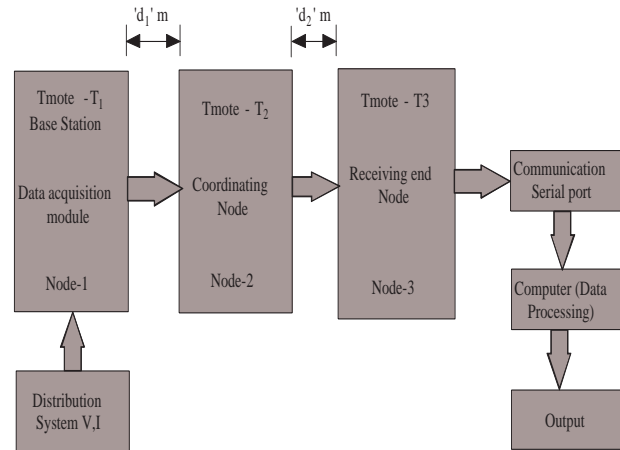 'd₁' m
'd₂' m
Tmote - T₁
Base Station
Data acquisition
module
Node-1
Tmote - T₂
Coordinating
Node
Node-2
Tmote - T3
Receiving end
Node
Node-3
Communication
Serial port
Computer (Data
Processing)
Output
Distribution
System V,I